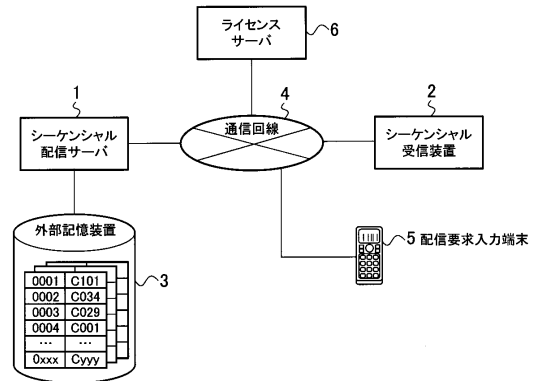 ライセンス
サーバ
6
1
4
2
シーケンシャル
配信サーバ
通信回線
シーケンシャル
受信装置
外部記憶装置
5 配信要求入力端末
3
0001 C101
0002 C034
0003 C029
0004 C001
… …
0xxx Cyyy